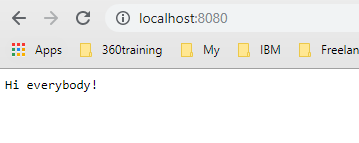 localhost:8080
Apps 360training My IBM Freelan
Hi everybody!